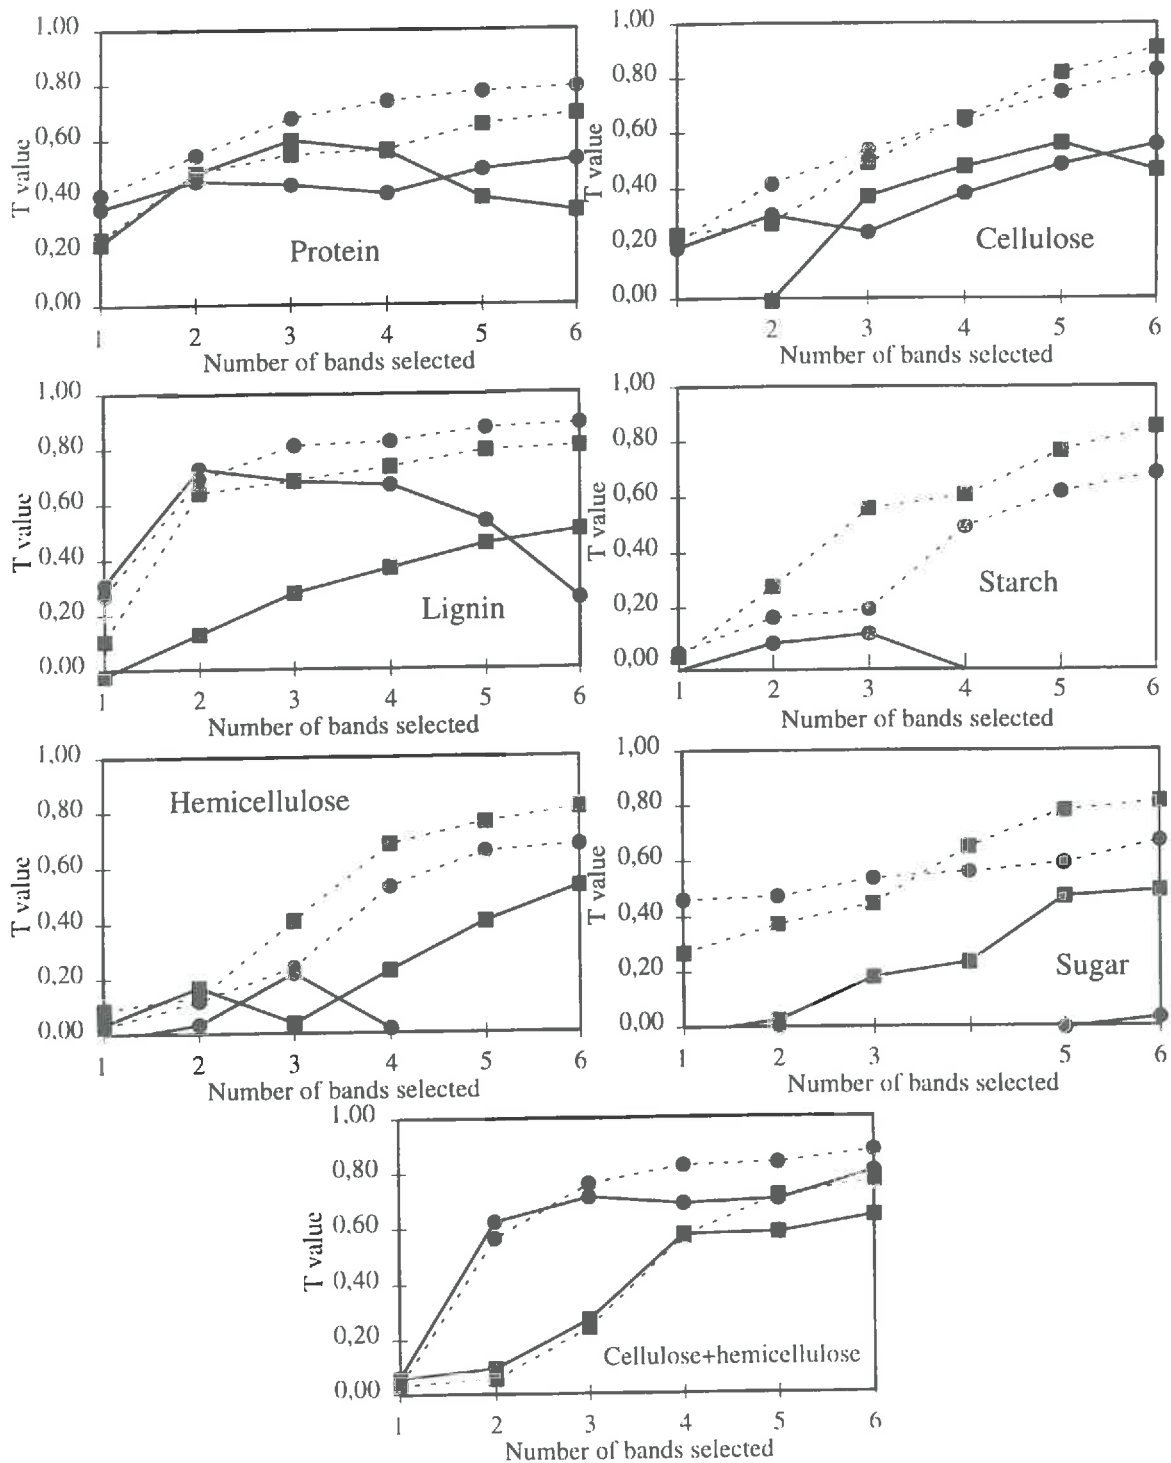 1,00
0,80
0,60
0,40
0,20
0,00
T value
Protein
1 2 3 4 5 6
Number of bands selected
1,00
0,80
0,60
0,40
0,20
0,00
T value
Cellulose
2 3 4 5 6
Number of bands selected
1,00
0,80
0,60
0,40
0,20
0,00
T value
Lignin
1 2 3 4 5 6
Number of bands selected
1,00
0,80
0,60
0,40
0,20
0,00
T value
Starch
1 2 3 4 5 6
Number of bands selected
1,00
0,80
0,60
0,40
0,20
0,00
T value
Hemicellulose
1 2 3 4 5 6
Number of bands selected
1,00
0,80
0,60
0,40
0,20
0.00
T value
Sugar
1 2 3 4 5 6
Number of bands selected
1,00
0,80
0,60
0,40
0,20
0,00
T value
Cellulose+hemicellulose
1 2 3 4 5 6
Number of bands selected